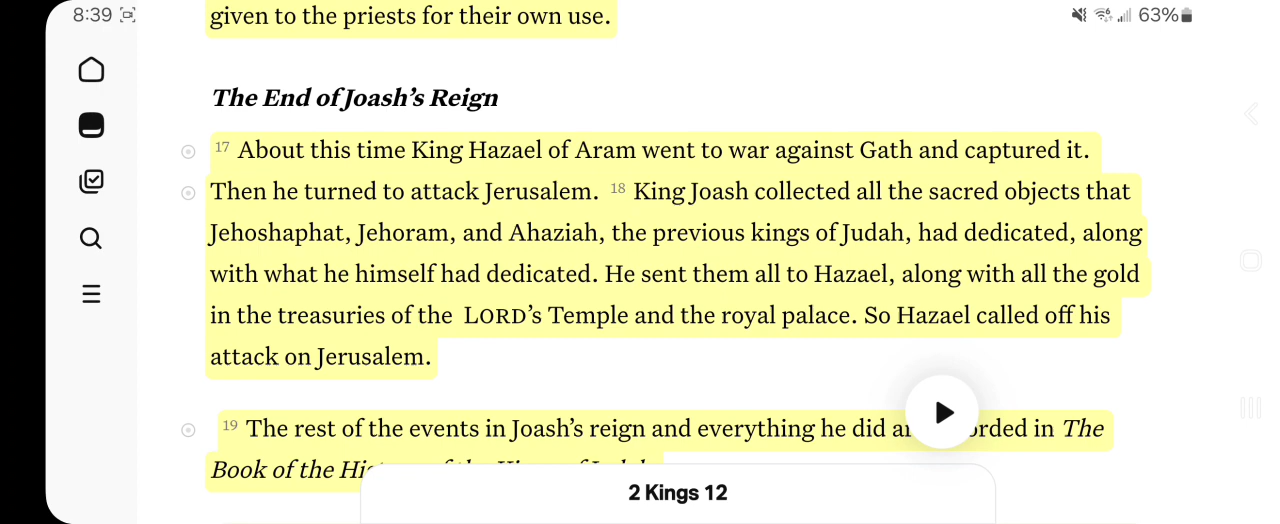 8:39
63%
given to the priests for their own use.
The End of Joash’s Reign
17 About this time King Hazael of Aram went to war against Gath and captured it.
Then he turned to attack Jerusalem. 18 King Joash collected all the sacred objects that
Jehoshaphat, Jehoram, and Ahaziah, the previous kings of Judah, had dedicated, along
with what he himself had dedicated. He sent them all to Hazael, along with all the gold
in the treasuries of the LORD’s Temple and the royal palace. So Hazael called off his
attack on Jerusalem.
19 The rest of the events in Joash’s reign and everything he did in The
Book of the
2 Kings 12